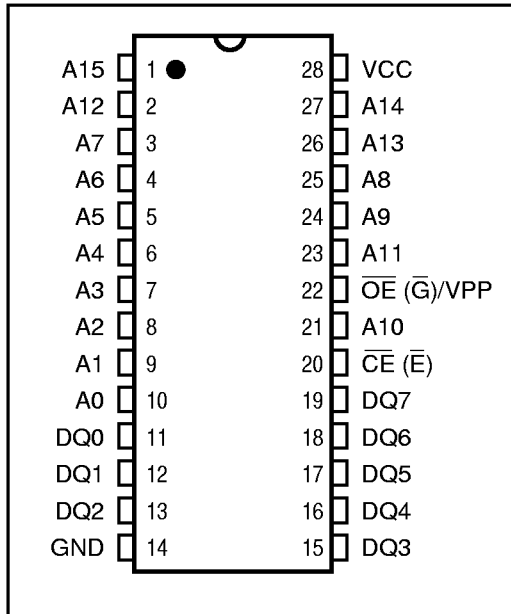 A15 1 28 VCC
A12 2 27 A14
A7 3 26 A13
A6 4 25 A8
A5 5 24 A9
A4 6 23 A11
A3 7 22 O̅E̅ (G̅)/VPP
A2 8 21 A10
A1 9 20 C̅E̅ (E̅)
A0 10 19 DQ7
DQ0 11 18 DQ6
DQ1 12 17 DQ5
DQ2 13 16 DQ4
GND 14 15 DQ3